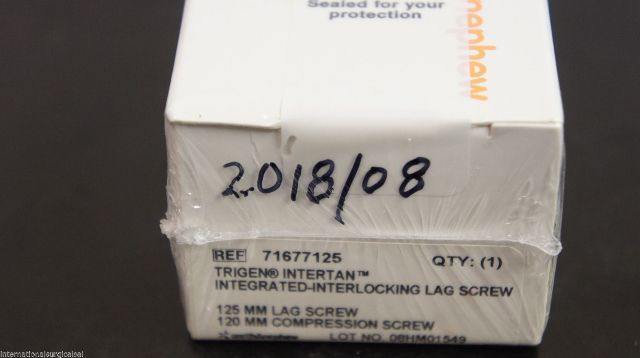 Sealed for your
protection
nephew
2018/08
REF 71677125 QTY: (1)
TRIGEN® INTERTAN™
INTEGRATED-INTERLOCKING LAG SCREW
125 MM LAG SCREW
120 MM COMPRESSION SCREW
LOT NO. 08HM01549